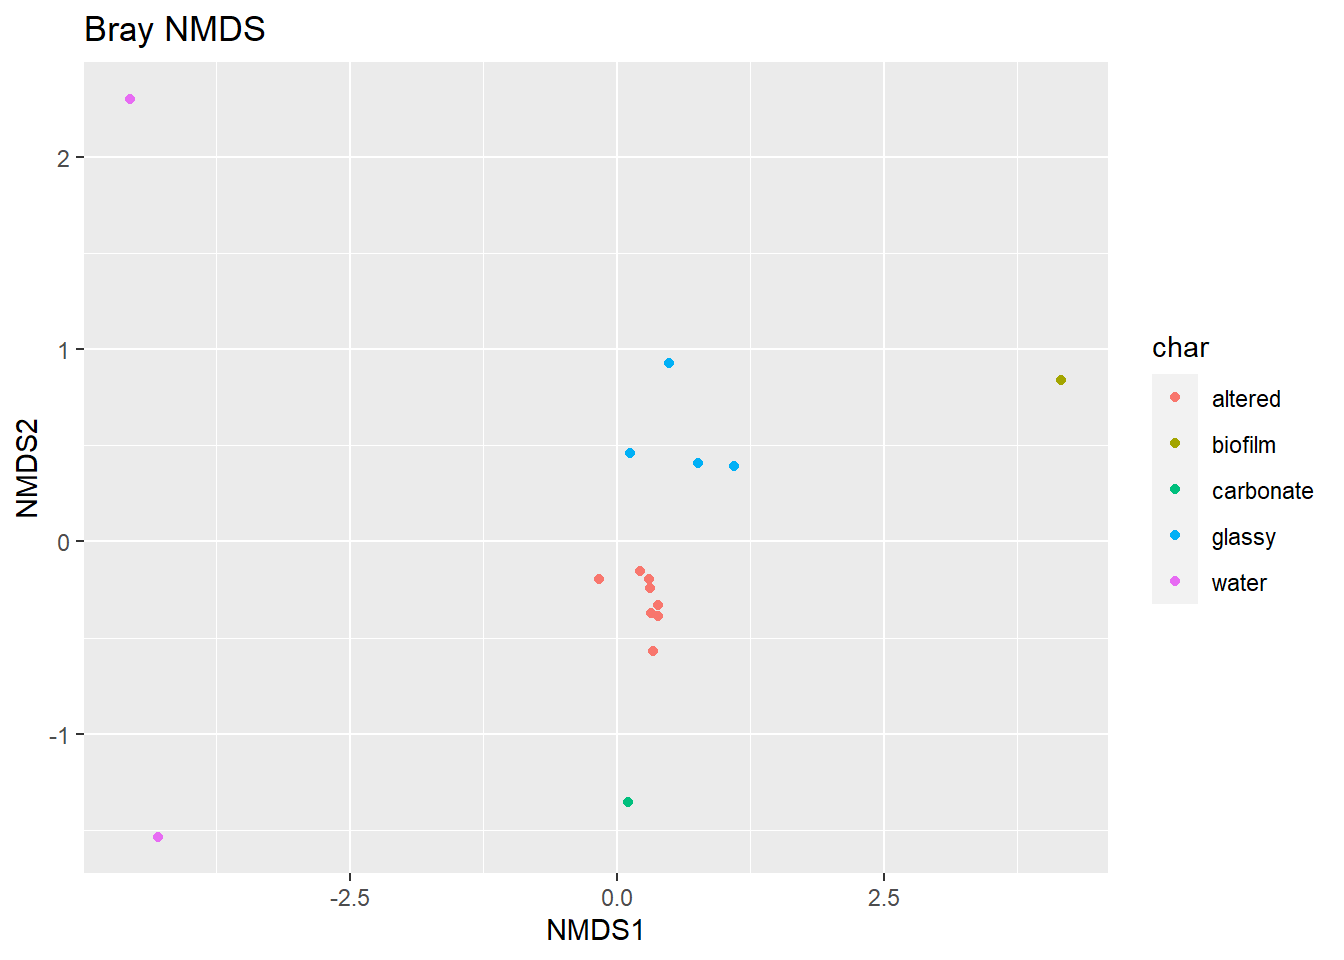 Bray NMDS
2
1
0
-1
NMDS2
-2.5
0.0
2.5
NMDS1
char
altered
biofilm
carbonate
glassy
water